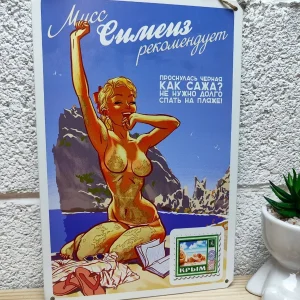 Мисс
Симеиз
рекомендует
ПРОСНУЛАСЬ ЧЕРНАЯ
КАК САЖА?
НЕ НУЖНО ДОЛГО
СПАТЬ НА ПЛЯЖЕ!
КРЫМ